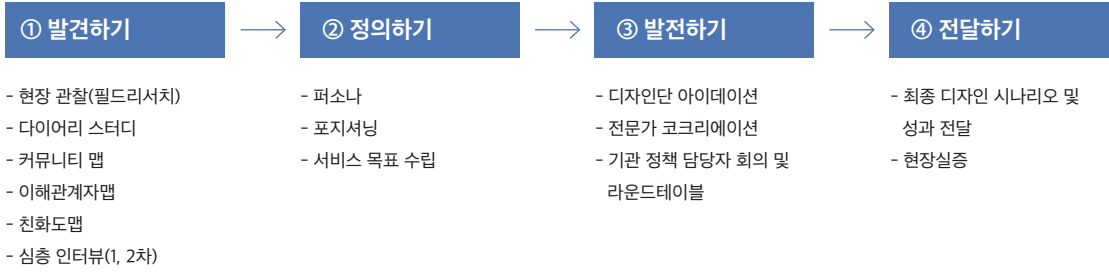 ① 발견하기
- 현장 관찰(필드리서치)
- 다이어리 스터디
- 커뮤니티 맵
- 이해관계자맵
- 친화도맵
- 심층 인터뷰(1, 2차)
② 정의하기
- 퍼소나
- 포지셔닝
- 서비스 목표 수립
③ 발전하기
- 디자인단 아이데이션
- 전문가 코크리에이션
- 기관 정책 담당자 회의 및
라운드테이블
④ 전달하기
- 최종 디자인 시나리오 및
성과 전달
- 현장실증